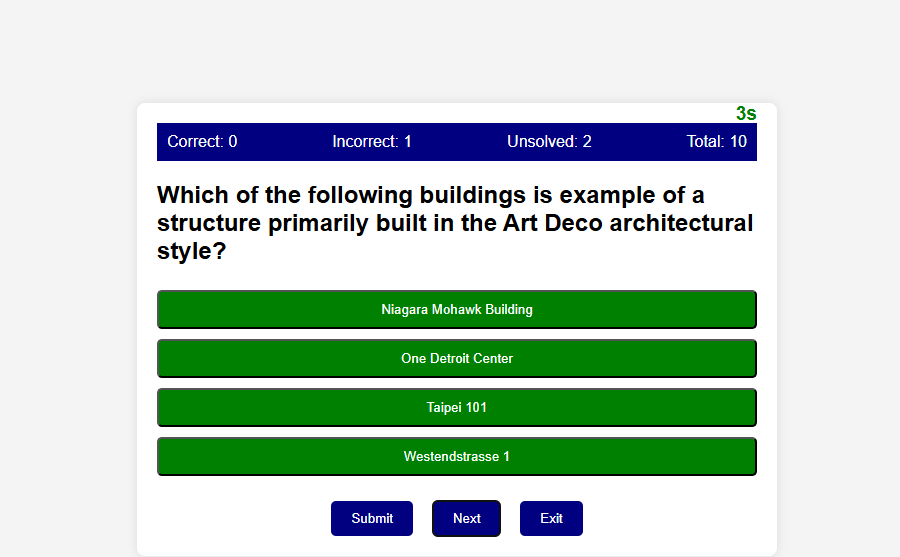 3s
Correct: 0 Incorrect: 1 Unsolved: 2 Total: 10
Which of the following buildings is example of a
structure primarily built in the Art Deco architectural
style?
Niagara Mohawk Building
One Detroit Center
Taipei 101
Westendstrasse 1
Submit Next Exit